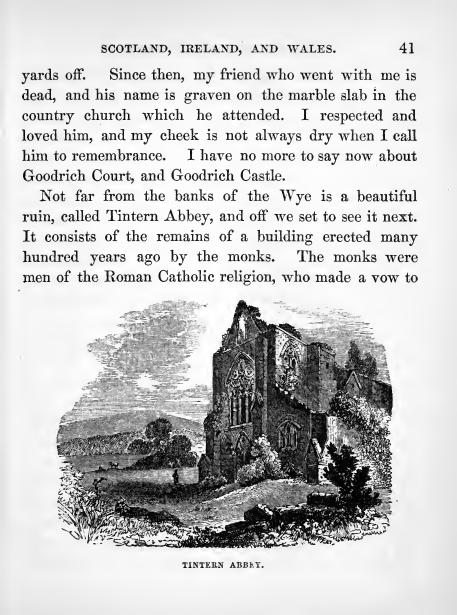 SCOTLAND, IRELAND, AND WALES. 41
yards off. Since then, my friend who went with me is
dead, and his name is graven on the marble slab in the
country church which he attended. I respected and
loved him, and my cheek is not always dry when I call
him to remembrance. I have no more to say now about
Goodrich Court, and Goodrich Castle.
Not far from the banks of the Wye is a beautiful
ruin, called Tintern Abbey, and off we set to see it next.
It consists of the remains of a building erected many
hundred years ago by the monks. The monks were
men of the Roman Catholic religion, who made a vow to
TINTERN ABBEY.